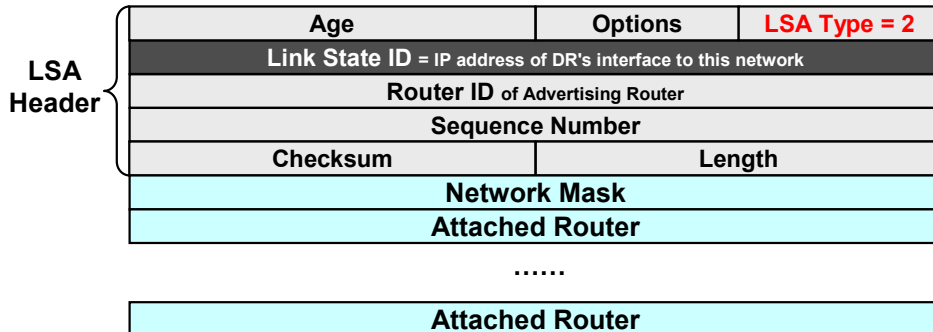 Age Options LSA Type = 2
Link State ID = IP address of DR's interface to this network
LSA Header
Router ID of Advertising Router
Sequence Number
Checksum Length
Network Mask
Attached Router
......
Attached Router